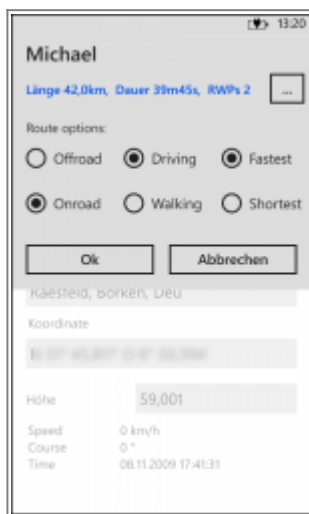 13:20
Michael
Länge 42,0km, Dauer 39m45s, RWPs 2 ...
Route options:
Offroad Driving Fastest
Onroad Walking Shortest
Ok Abbrechen
Raesfeld, Borken, Deu
Koordinate
Höhe 59,001
Speed 0 km/h
Course 0 °
Time 08.11.2009 17:41:31